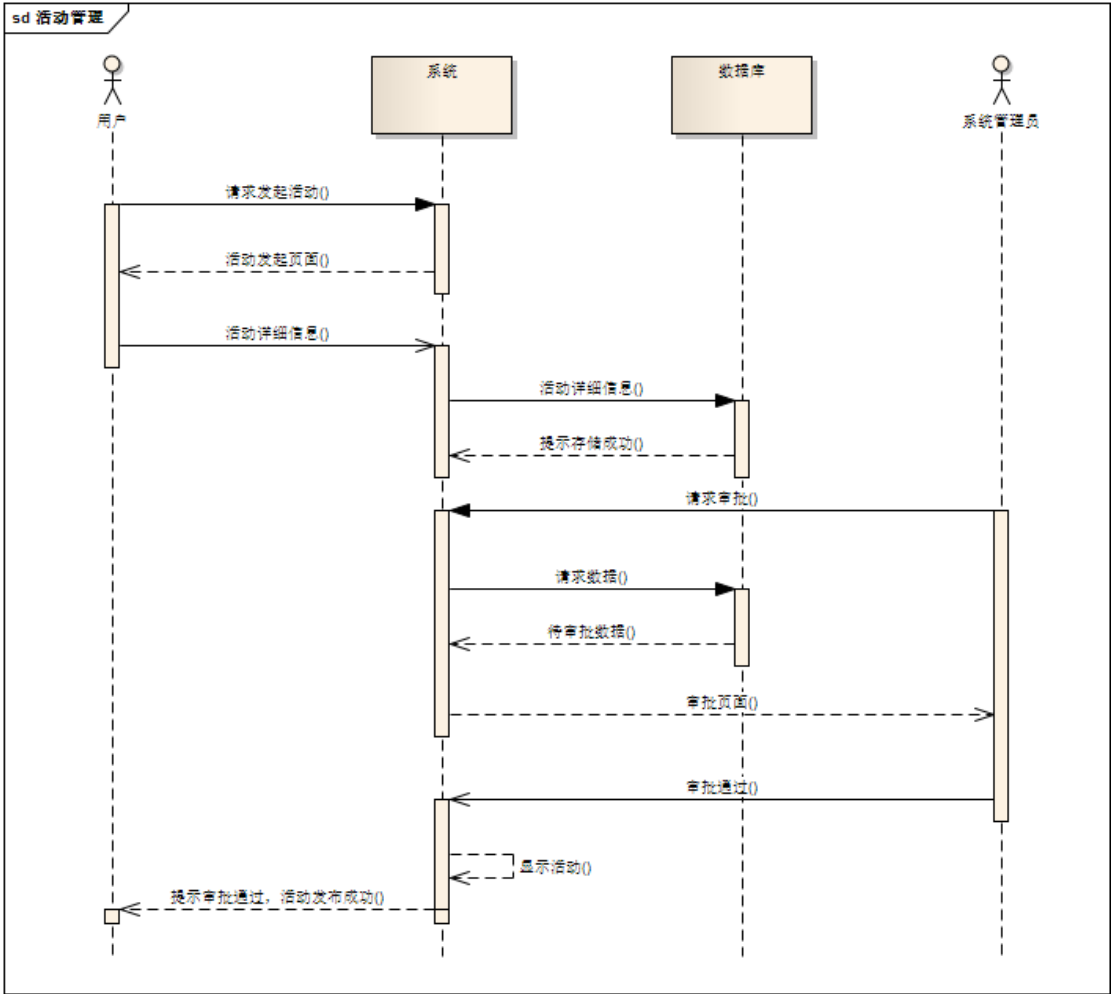 sd 活动管理
用户
系统
数据库
系统管理员
请求发起活动()
活动发起页面()
活动详细信息()
活动详细信息()
提示存储成功()
请求审批()
请求数据()
待审批数据()
审批页面()
审批通过()
显示活动()
提示审批通过，活动发布成功()